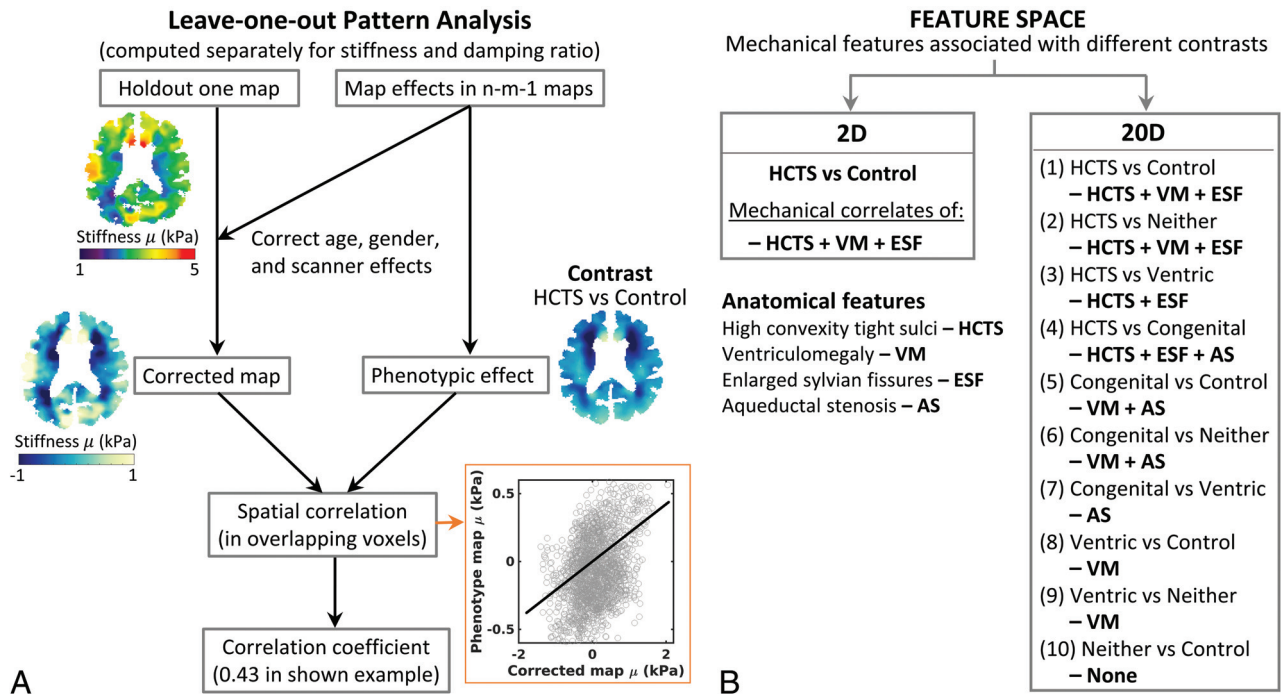 Leave-one-out Pattern Analysis
(computed separately for stiffness and damping ratio)
Holdout one map
Map effects in n-m-1 maps
Stiffness μ (kPa)
1
5
Correct age, gender,
and scanner effects
Contrast
HCTS vs Control
Corrected map
Phenotypic effect
Stiffness μ (kPa)
-1
1
Spatial correlation
(in overlapping voxels)
Phenotype map μ (kPa)
0.5
0
-0.5
-2
0
2
Corrected map μ (kPa)
Correlation coefficient
(0.43 in shown example)
A
FEATURE SPACE
Mechanical features associated with different contrasts
2D
HCTS vs Control
Mechanical correlates of:
– HCTS + VM + ESF
Anatomical features
High convexity tight sulci – HCTS
Ventriculomegaly – VM
Enlarged sylvian fissures – ESF
Aqueductal stenosis – AS
20D
(1) HCTS vs Control
– HCTS + VM + ESF
(2) HCTS vs Neither
– HCTS + VM + ESF
(3) HCTS vs Ventric
– HCTS + ESF
(4) HCTS vs Congenital
– HCTS + ESF + AS
(5) Congenital vs Control
– VM + AS
(6) Congenital vs Neither
– VM + AS
(7) Congenital vs Ventric
– AS
(8) Ventric vs Control
– VM
(9) Ventric vs Neither
– VM
(10) Neither vs Control
– None
B